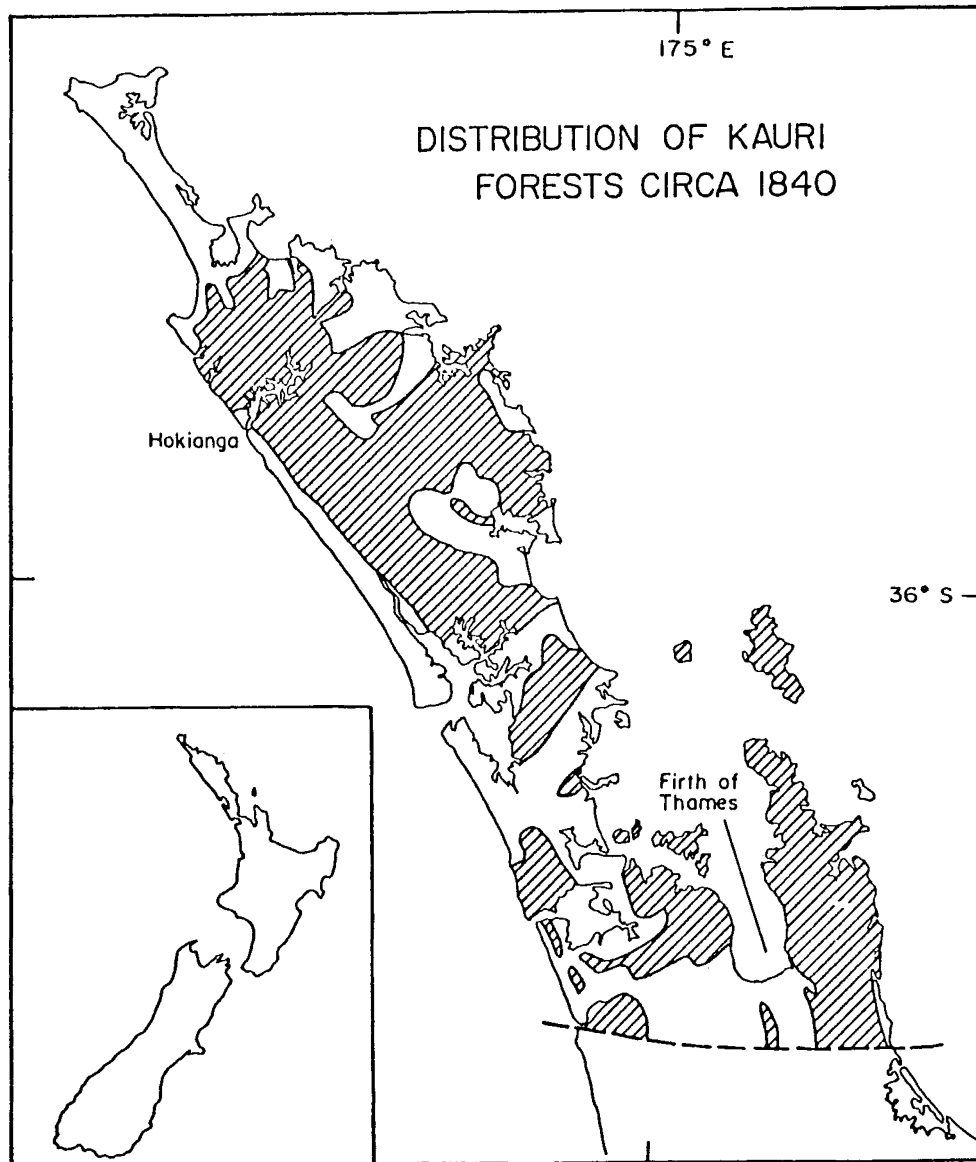 175° E
DISTRIBUTION OF KAURI
FORESTS CIRCA 1840
Hokianga
36° S
Firth of
Thames